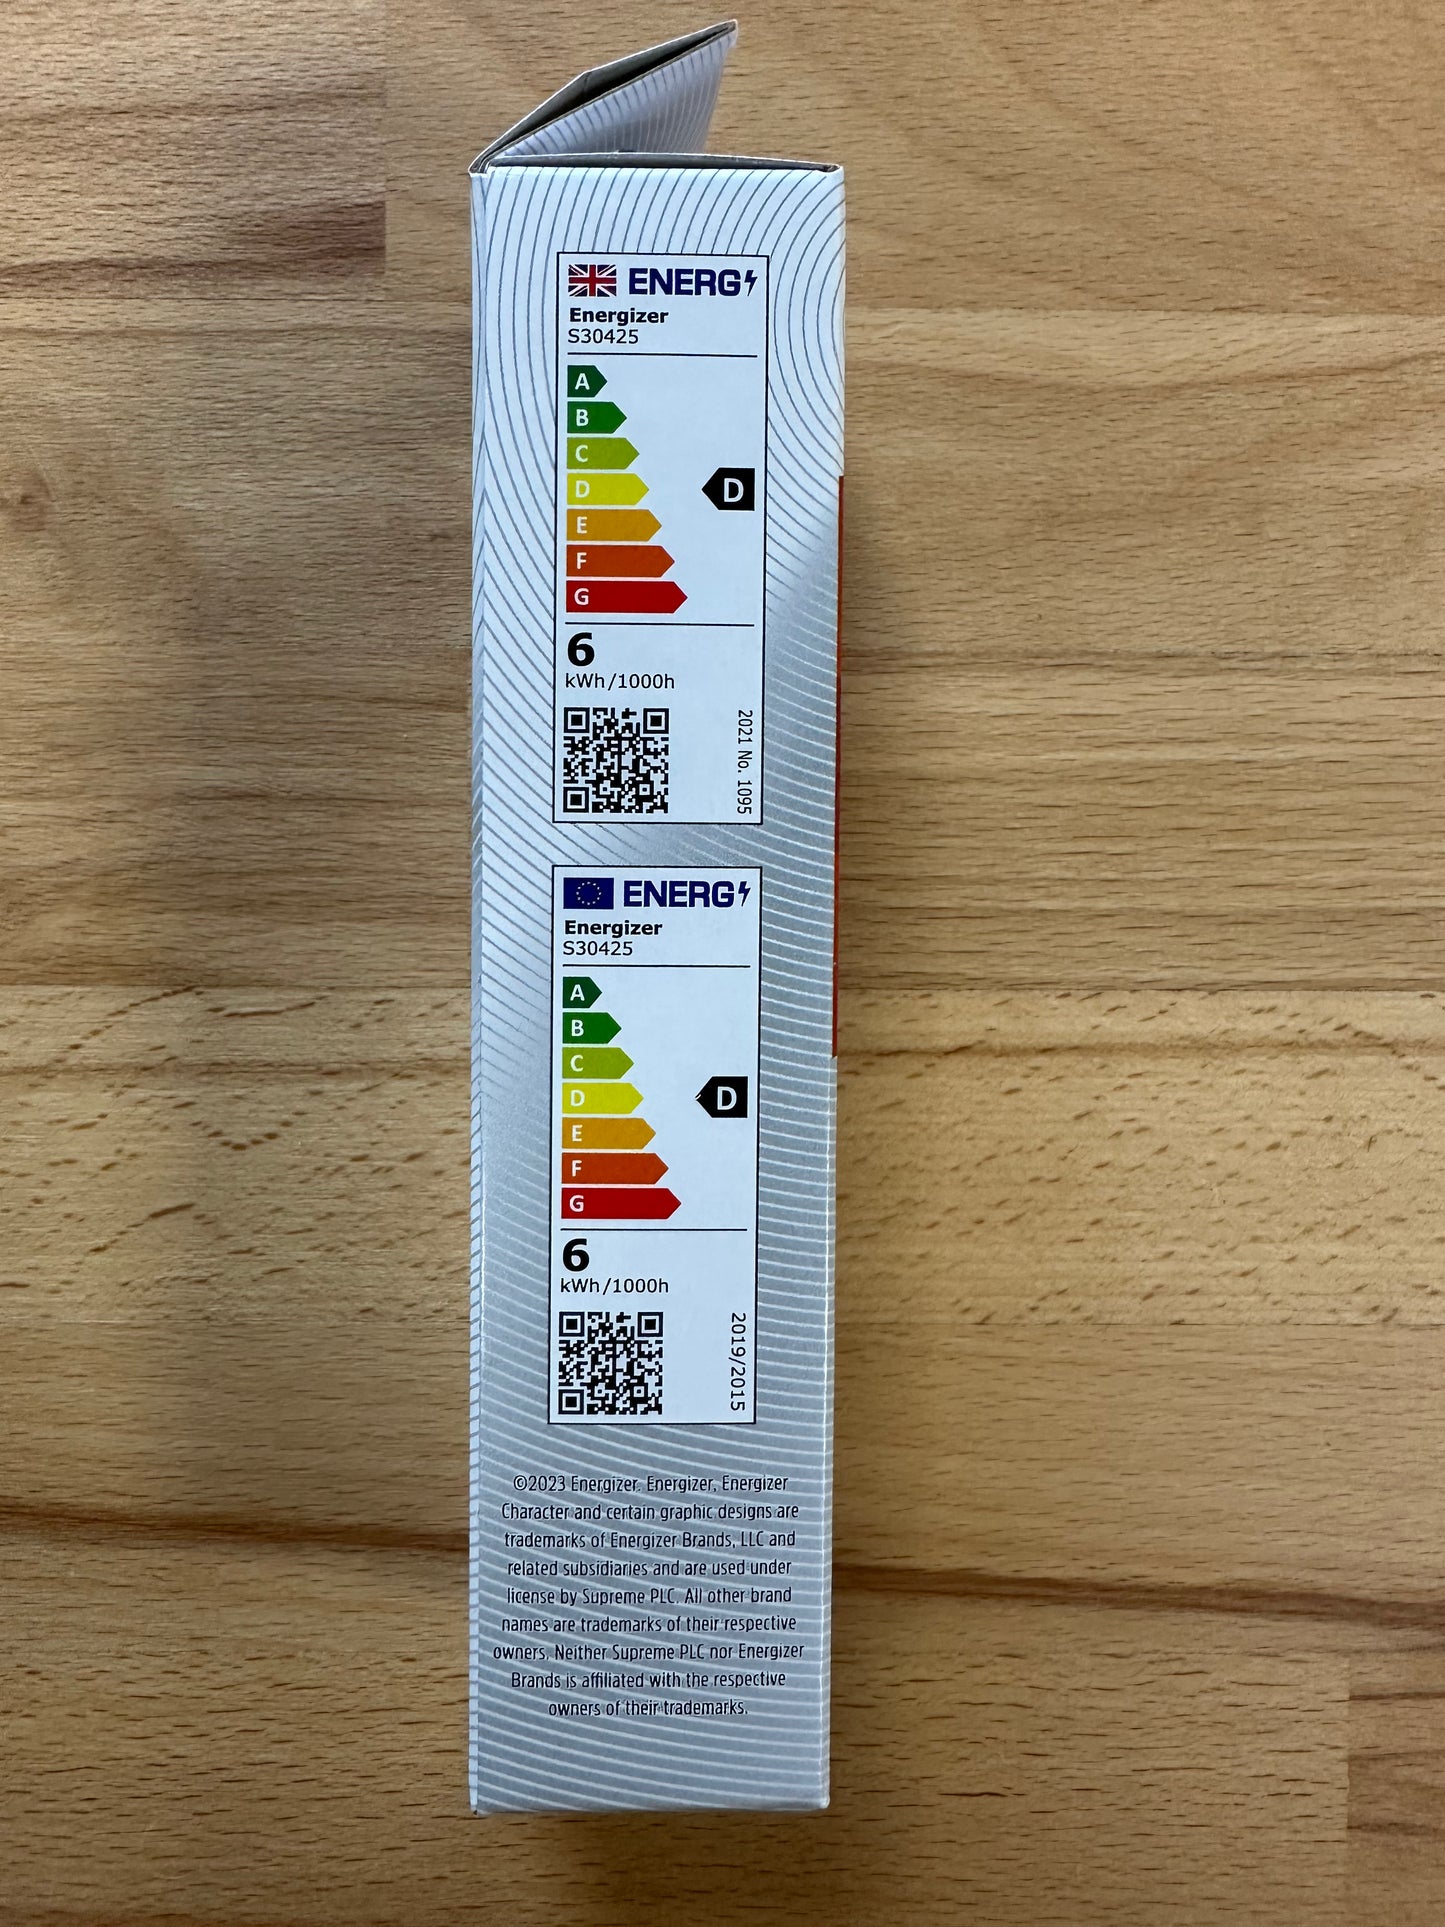 ENERG
Energizer
S30425
A
B
C
D
D
E
F
G
6
kWh/1000h
2021 No. 1095
ENERG
Energizer
S30425
A
B
C
D
D
E
F
G
6
kWh/1000h
2019/2015
©2023 Energizer. Energizer, Energizer
Character and certain graphic designs are
trademarks of Energizer Brands, LLC and
related subsidiaries and are used under
license by Supreme PLC. All other brand
names are trademarks of their respective
owners. Neither Supreme PLC nor Energizer
Brands is affiliated with the respective
owners of their trademarks.